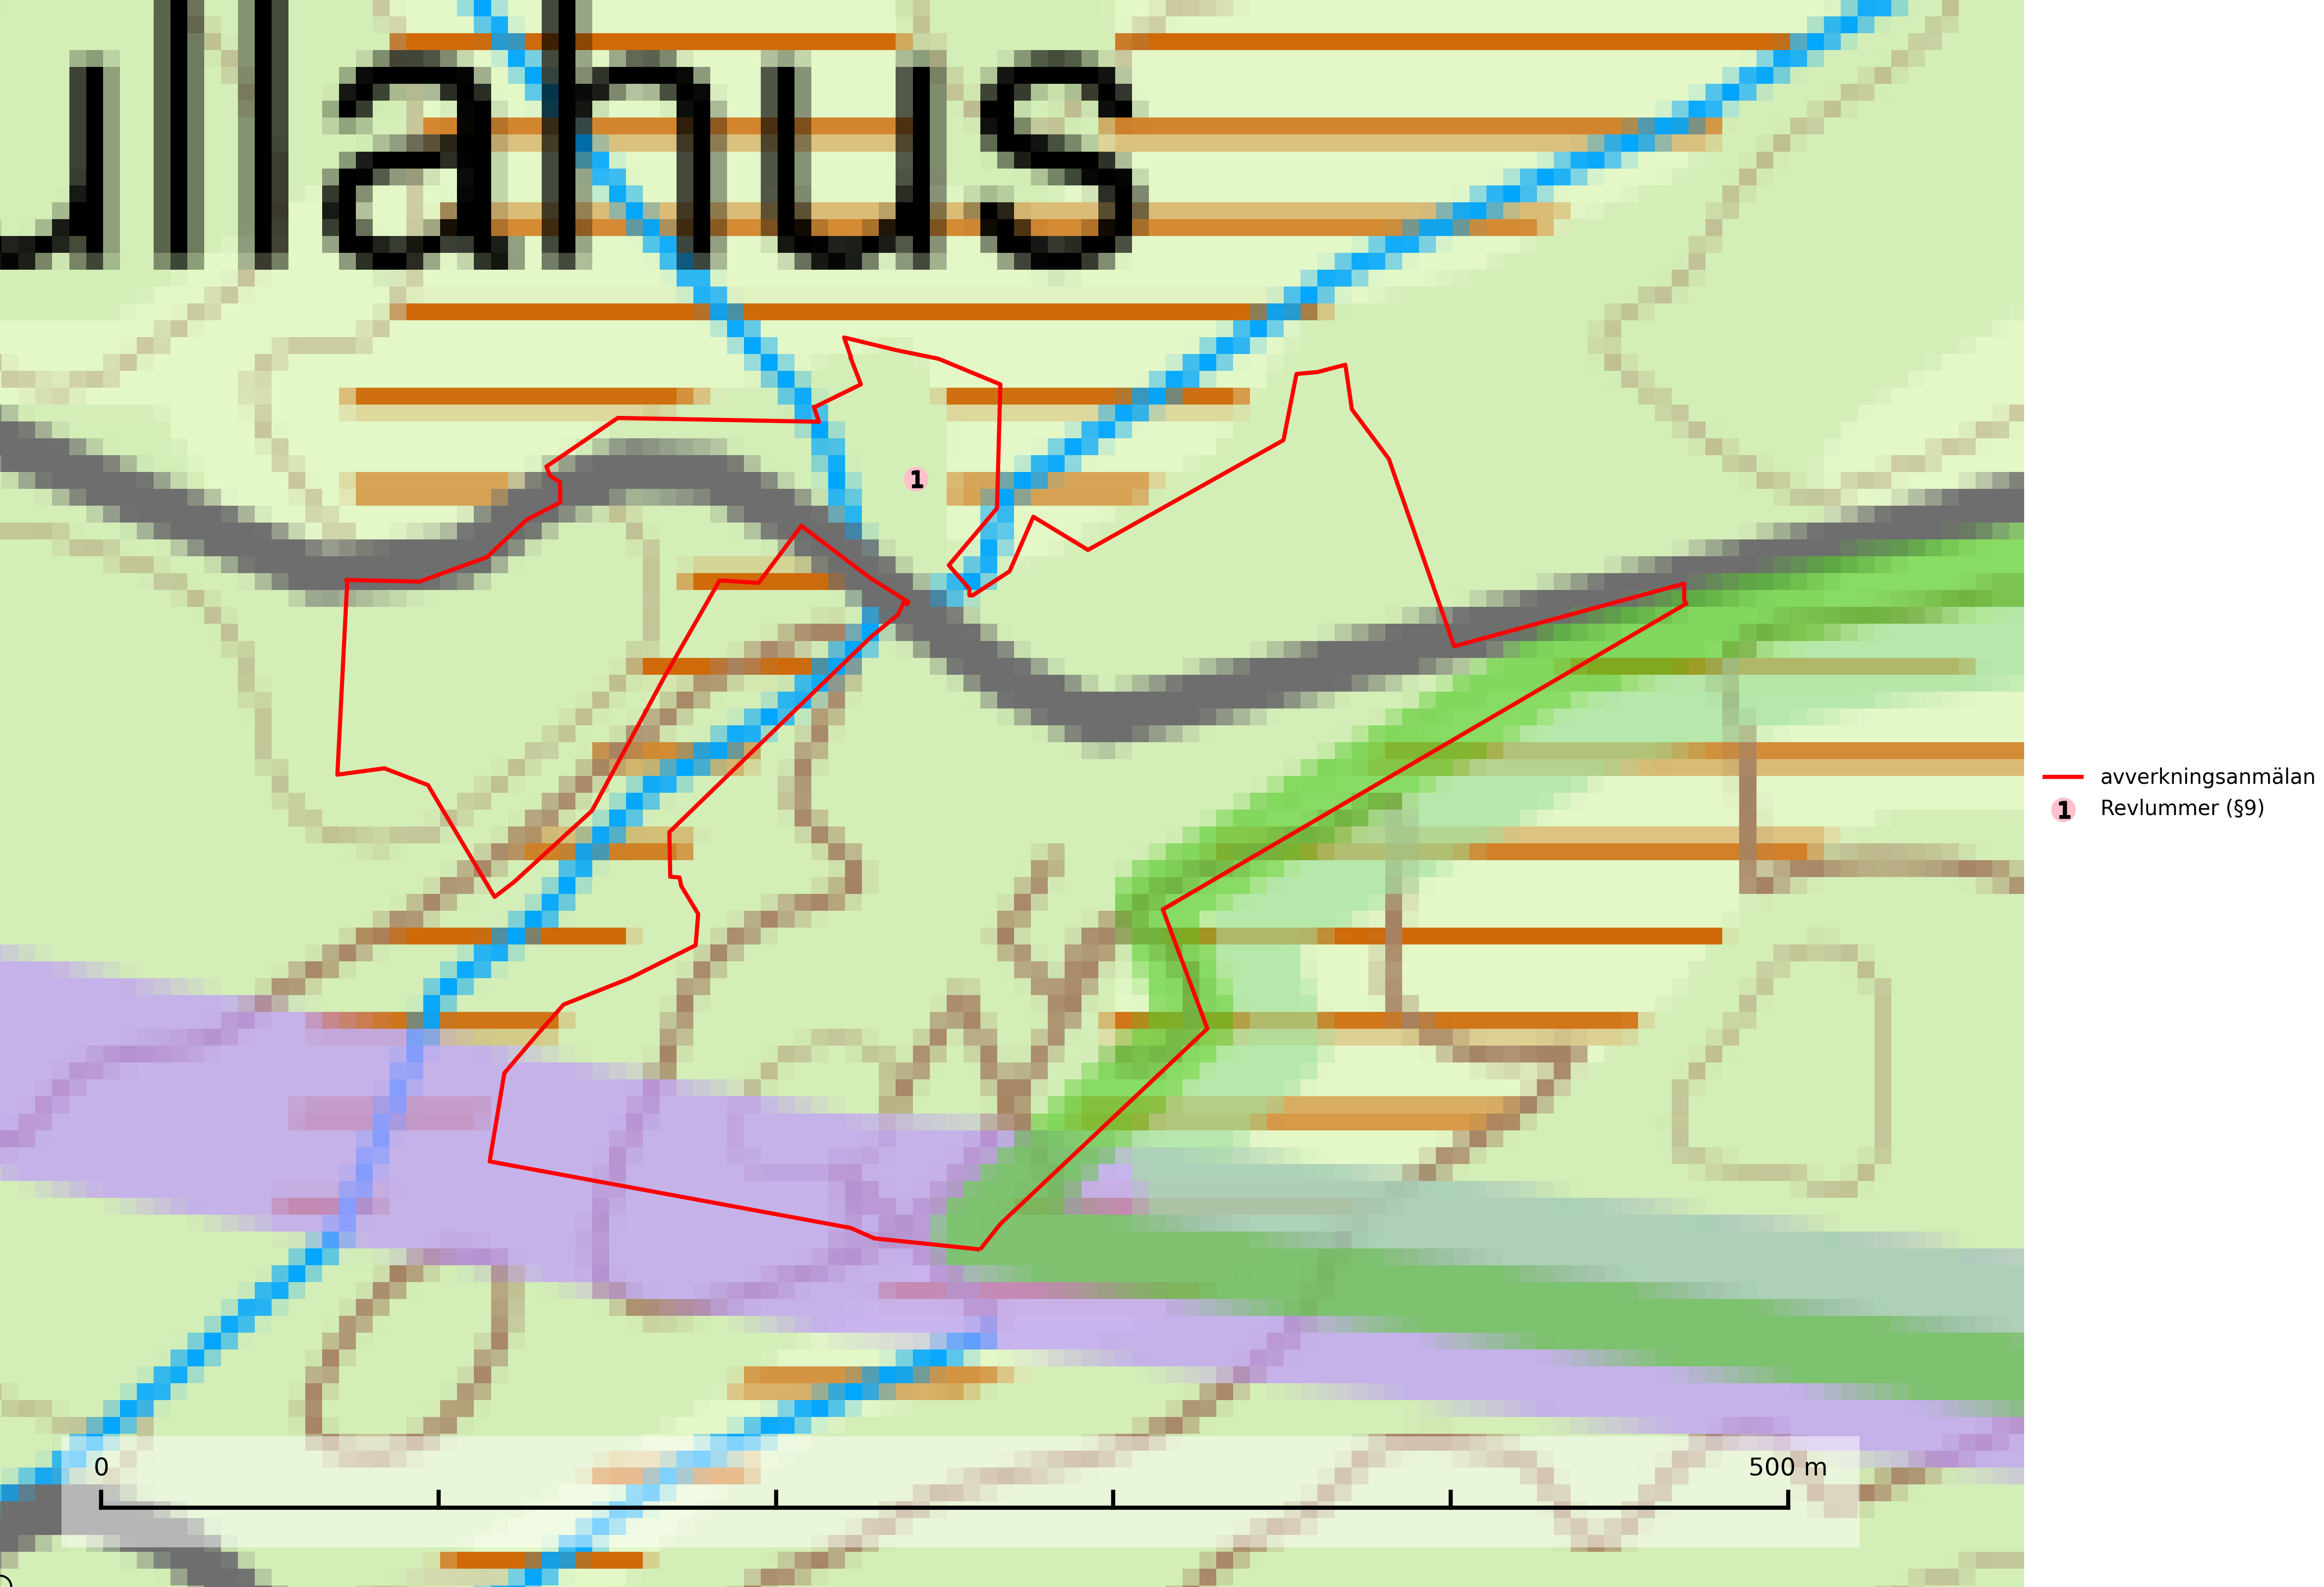 ullahus
1
avverkningsanmälan
1 Revlummer (§9)
0 500 m